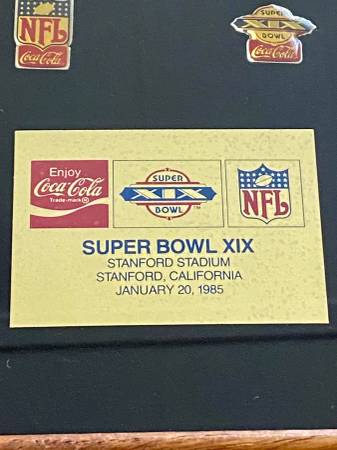 NFL
Coca-Cola
SUPER
XIX
BOWL
Coca-Cola
Enjoy
Coca-Cola
Trade-mark®
SUPER
XIX
BOWL
NFL
SUPER BOWL XIX
STANFORD STADIUM
STANFORD, CALIFORNIA
JANUARY 20, 1985